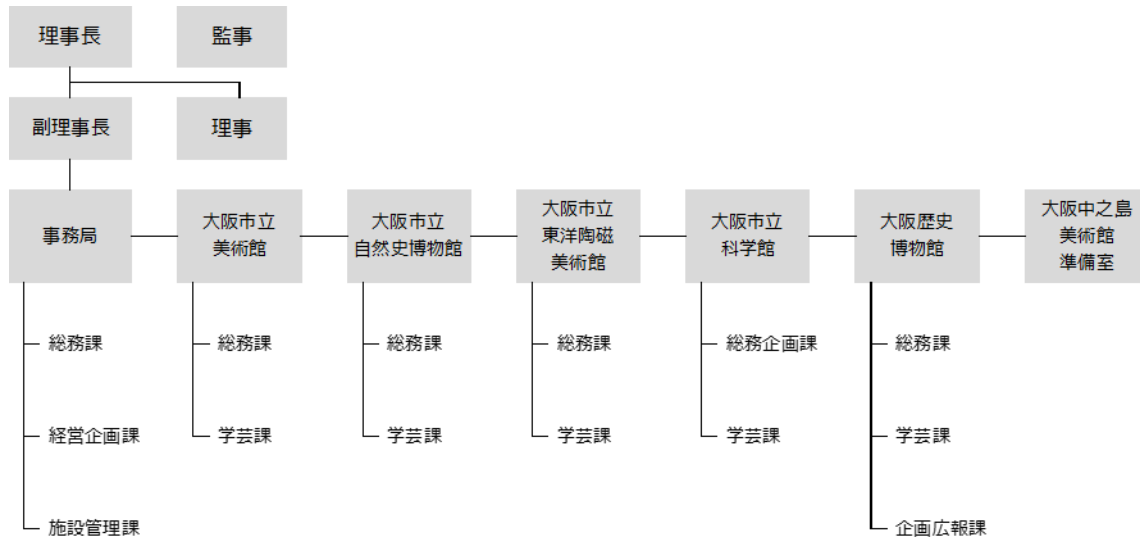 理事長
監事
副理事長
理事
事務局
大阪市立
美術館
大阪市立
自然史博物館
大阪市立
東洋陶磁
美術館
大阪市立
科学館
大阪歴史
博物館
大阪中之島
美術館
準備室
総務課
総務課
総務課
総務課
総務企画課
総務課
経営企画課
学芸課
学芸課
学芸課
学芸課
学芸課
施設管理課
企画広報課